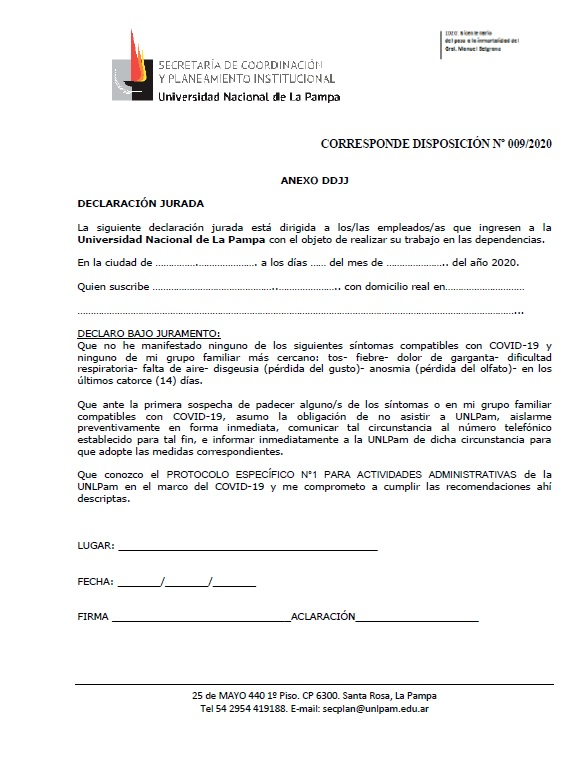 2020: Bicentenario
del paso a la inmortalidad del
Gral. Manuel Belgrano
SECRETARÍA DE COORDINACIÓN
Y PLANEAMIENTO INSTITUCIONAL
Universidad Nacional de La Pampa
CORRESPONDE DISPOSICIÓN N° 009/2020
ANEXO DDJJ
DECLARACIÓN JURADA
La siguiente declaración jurada está dirigida a los/las empleados/as que ingresen a la
Universidad Nacional de La Pampa con el objeto de realizar su trabajo en las dependencias.
En la ciudad de ……………………………. a los días …… del mes de ………………….. del año 2020.
Quien suscribe ………………………………………………………….. con domicilio real en…………………………
………………………………………………………………………………………………………………………………………...
DECLARO BAJO JURAMENTO:
Que no he manifestado ninguno de los siguientes síntomas compatibles con COVID-19 y
ninguno de mi grupo familiar más cercano: tos- fiebre- dolor de garganta- dificultad
respiratoria- falta de aire- disgeusia (pérdida del gusto)- anosmia (pérdida del olfato)- en los
últimos catorce (14) días.
Que ante la primera sospecha de padecer alguno/s de los síntomas o en mi grupo familiar
compatibles con COVID-19, asumo la obligación de no asistir a UNLPam, aislarme
preventivamente en forma inmediata, comunicar tal circunstancia al número telefónico
establecido para tal fin, e informar inmediatamente a la UNLPam de dicha circunstancia para
que adopte las medidas correspondientes.
Que conozco el PROTOCOLO ESPECÍFICO N°1 PARA ACTIVIDADES ADMINISTRATIVAS de la
UNLPam en el marco del COVID-19 y me comprometo a cumplir las recomendaciones ahí
descriptas.
LUGAR: ___________________________________________
FECHA: _______/_______/_______
FIRMA ______________________________ACLARACIÓN_____________________
25 de MAYO 440 1º Piso. CP 6300. Santa Rosa, La Pampa
Tel 54 2954 419188. E-mail: secplan@unlpam.edu.ar